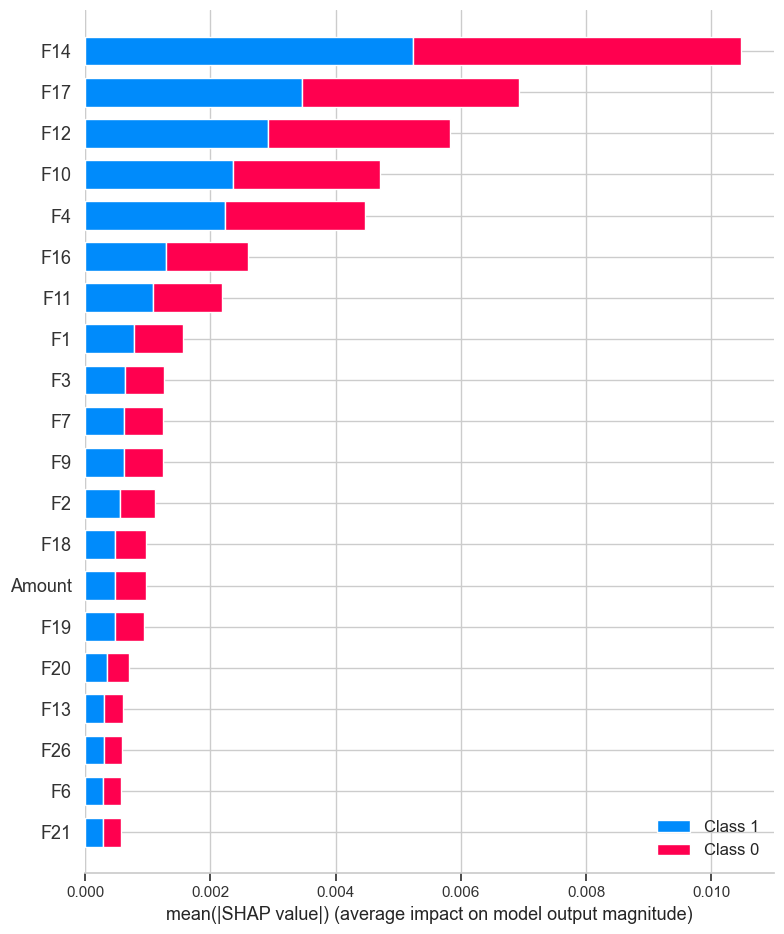 F14
F17
F12
F10
F4
F16
F11
F1
F3
F7
F9
F2
F18
Amount
F19
F20
F13
F26
F6
F21
Class 1
Class 0
0.000 0.002 0.004 0.006 0.008 0.010
mean(|SHAP value|) (average impact on model output magnitude)